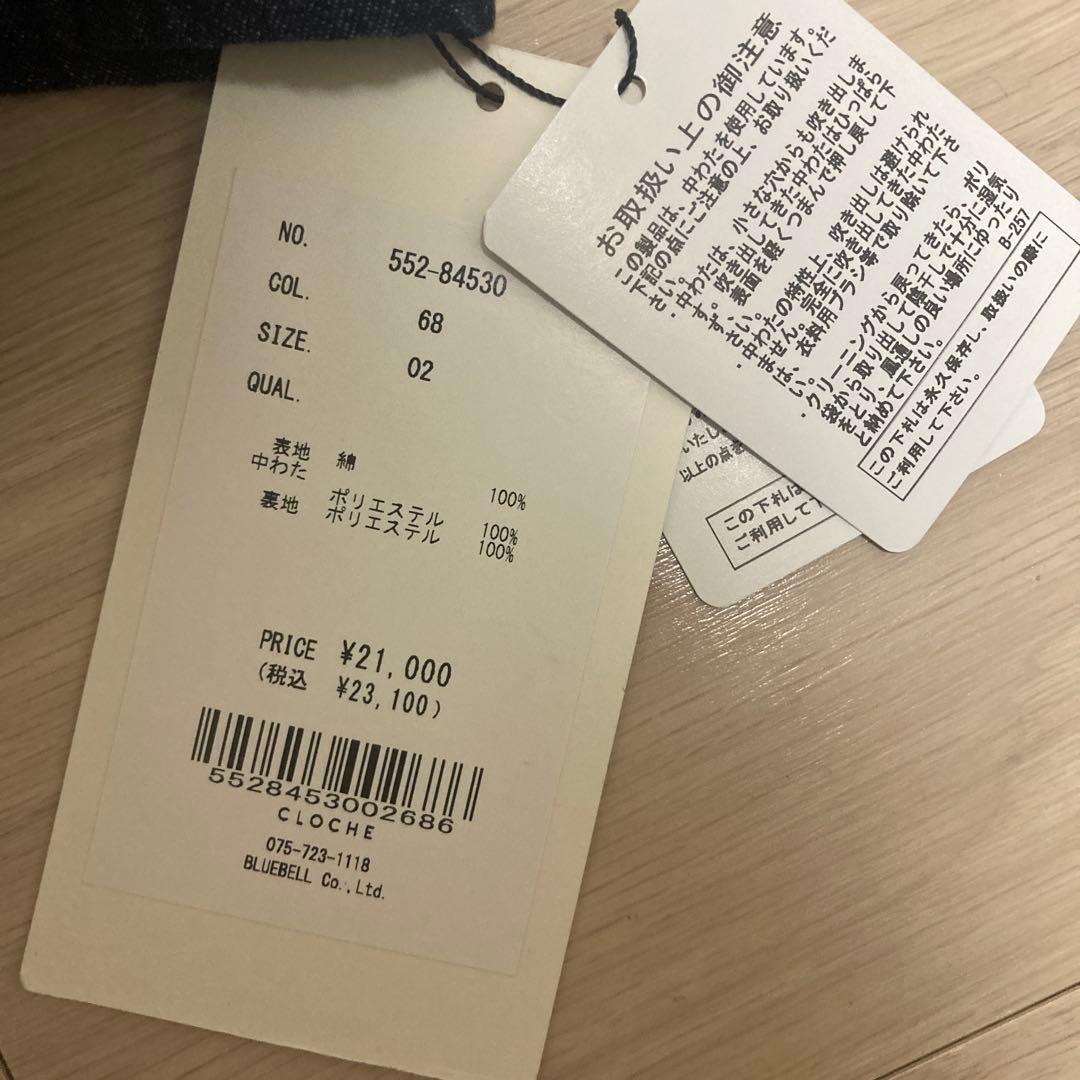 NO. 552-84530
COL. 68
SIZE. 02
QUAL.
表地 綿 100%
中わた ポリエステル 100%
裏地 ポリエステル 100%
PRICE ¥21,000
(税込 ¥23,100)
5528453002686
CLOCHE
075-723-1118
BLUEBELL Co.,Ltd.
お取扱い上の御注意
この製品は、中わたを使用しています。
下記の点にご注意の上、お取り扱いくだ
さい。
・中わたは、小さな穴からも吹き出しま
す。吹き出してきた中わたはひっぱら
ず、表面を軽くつまんで押し戻して下
さい。
・中わたの特性上、吹き出しは避けられ
ません。完全に吹き出してきた中わた
は、衣料用ブラシ等で取り除いて下さ
い。
・クリーニングから戻ってきたら、ポリ
袋から取り出して陰干しで十分に湿気
をとり、風通しの良い場所にゆったり
と納めて下さい。
B-257
この下札は永久保存し、取扱いの際に
ご利用して下さい。
いたし
以上の点を
この下札は
ご利用して下